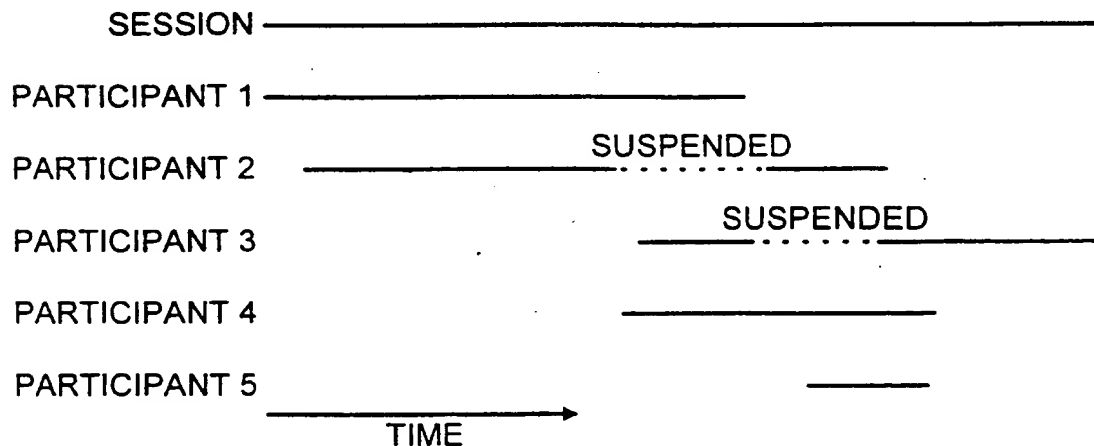 SESSION
PARTICIPANT 1
SUSPENDED
PARTICIPANT 2
SUSPENDED
PARTICIPANT 3
PARTICIPANT 4
PARTICIPANT 5
TIME